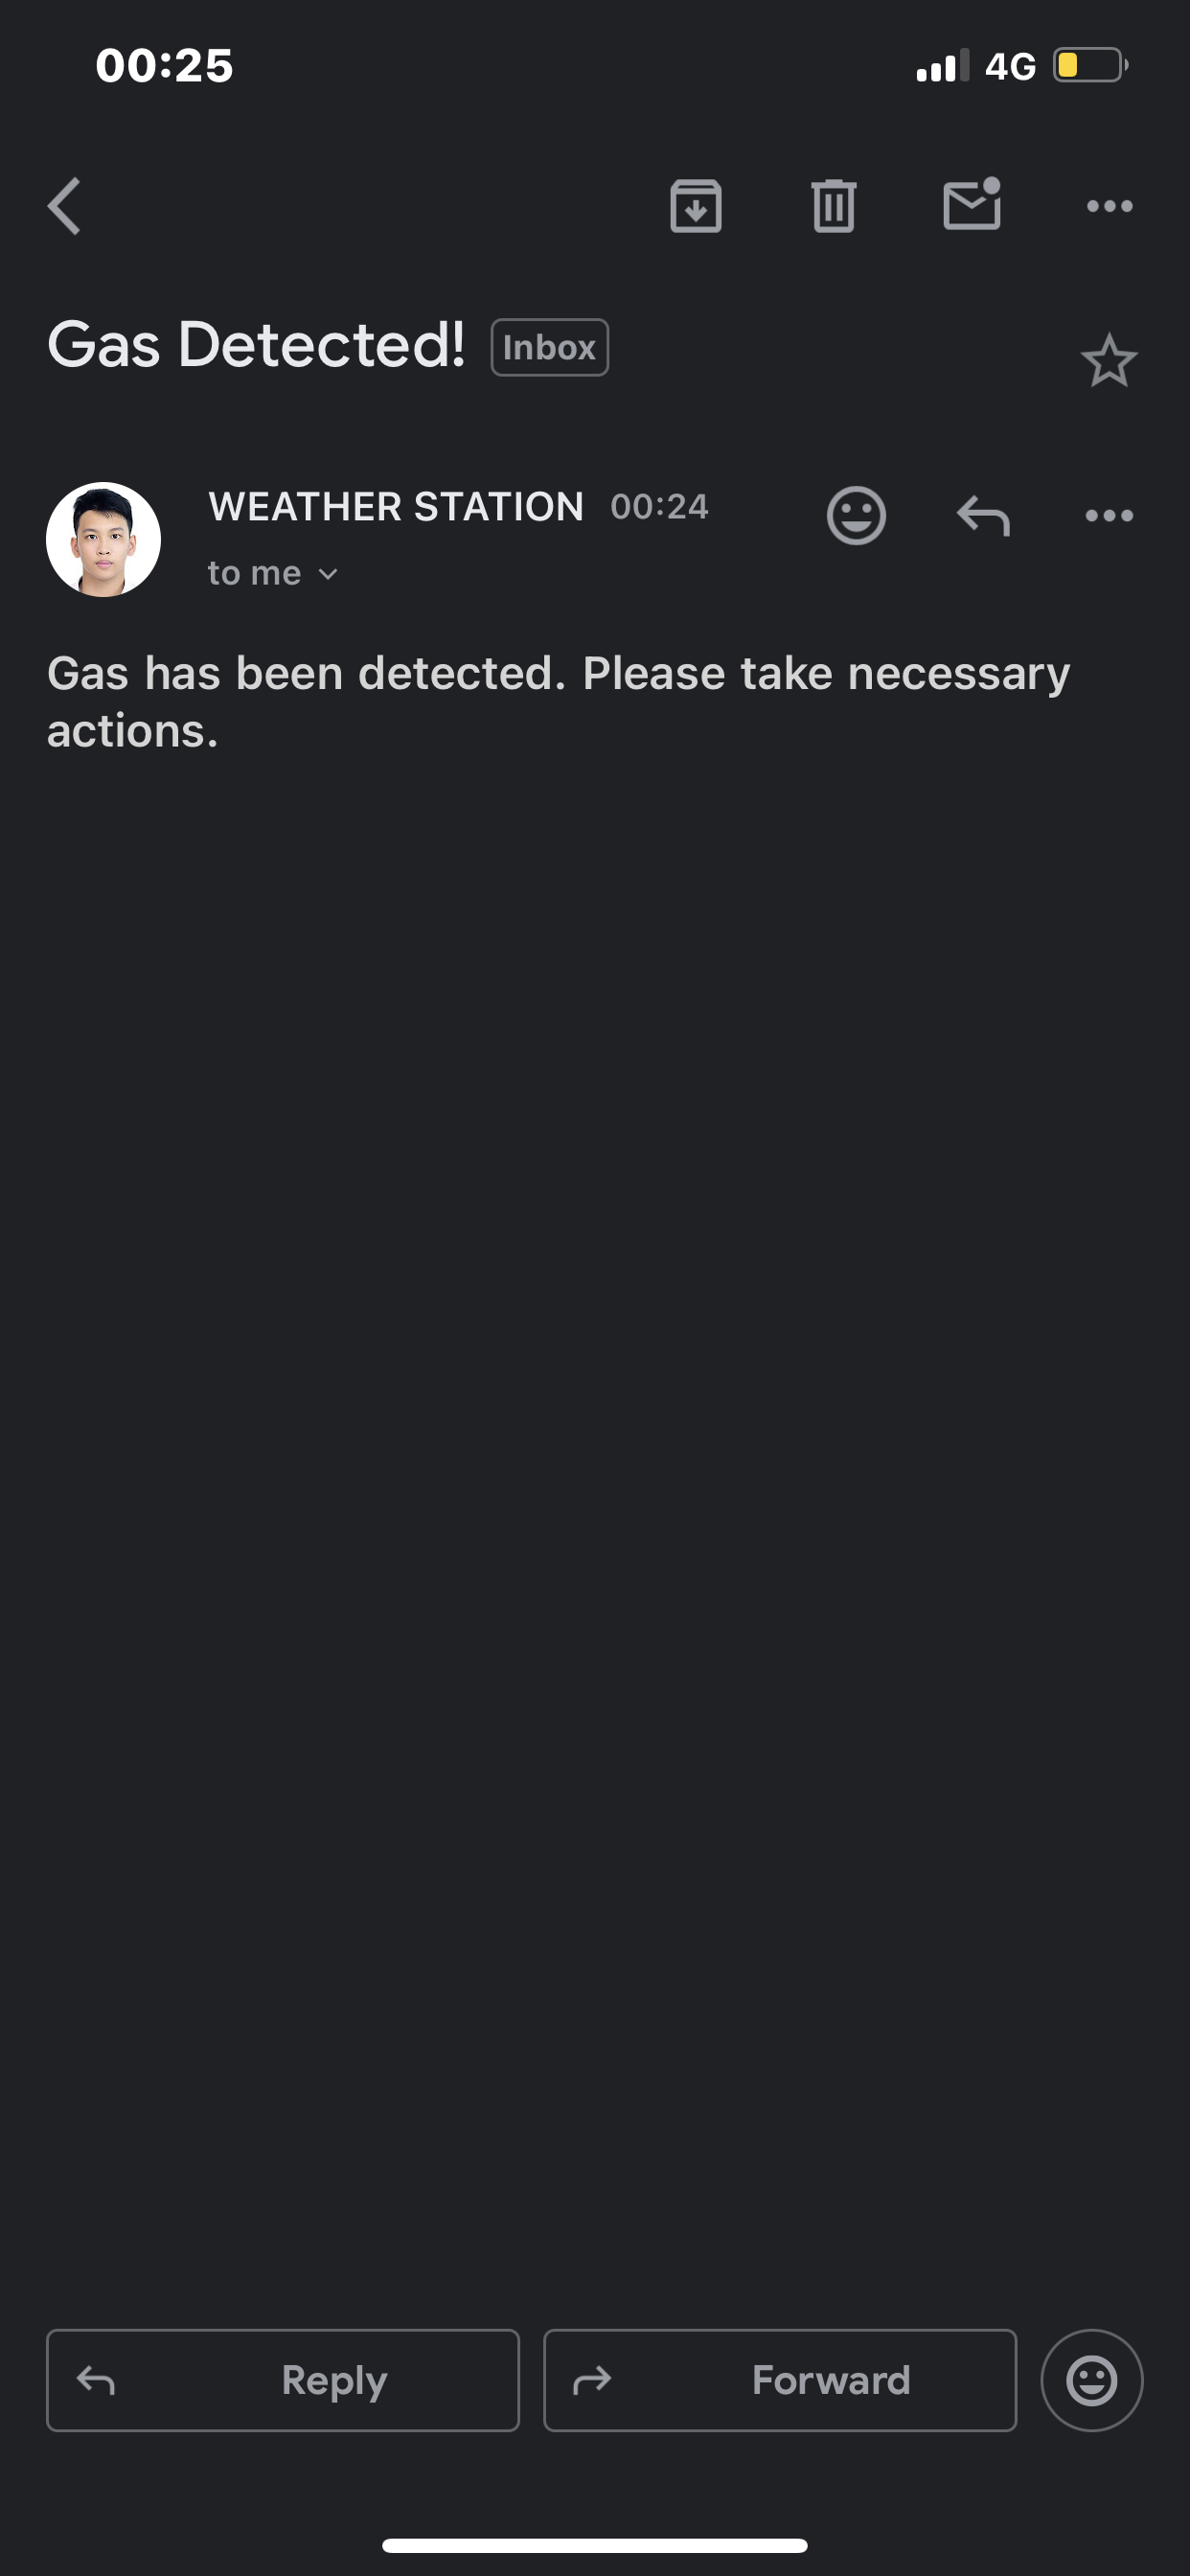 00:25 4G
Gas Detected! Inbox
WEATHER STATION 00:24
to me
Gas has been detected. Please take necessary
actions.
Reply Forward